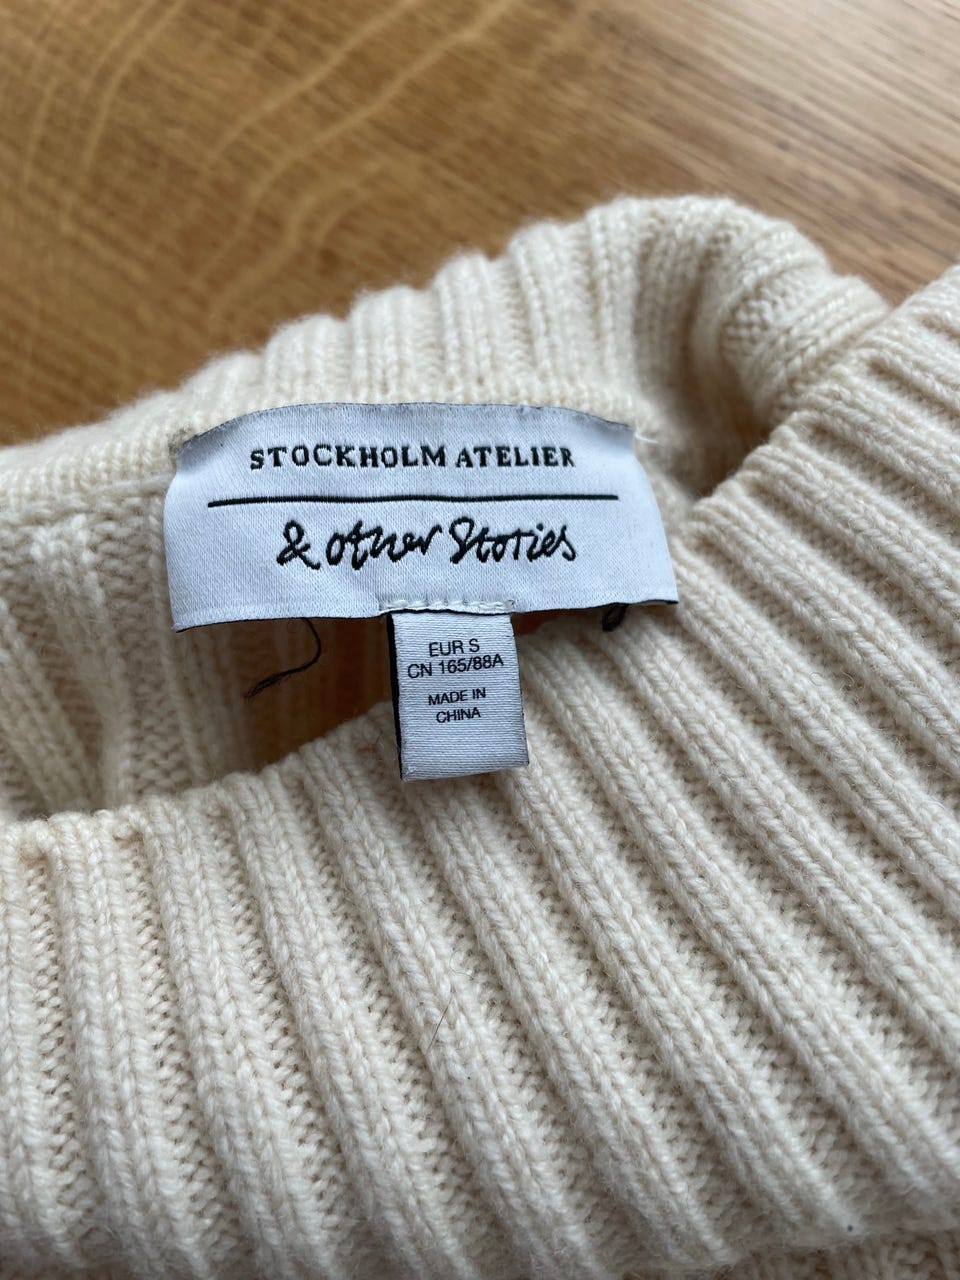 STOCKHOLM ATELIER
& other Stories
EUR S
CN 165/88A
MADE IN
CHINA